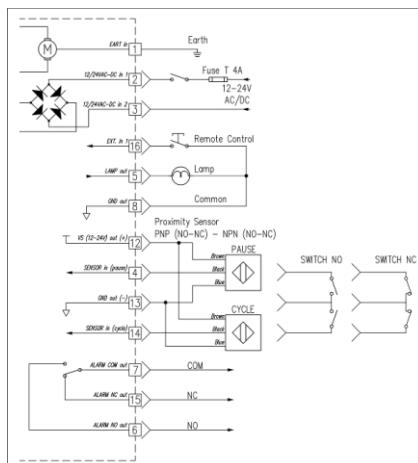 EART in 1 Earth
M
12/24VAC-DC in 1 2 Fuse T 4A
12-24V
12/24VAC-DC in 2 3 AC/DC
EXT. in 1 16 Remote Control
LAMP out 5 Lamp
GND out 8 Common
Proximity Sensor
PNP (NO-NC) - NPN (NO-NC)
VS (12-24V) out (+) 12
PAUSE SWITCH NO SWITCH NC
Brown
SENSOR in (pause) 4 Black
Blue
GND out (-) 13
CYCLE
Brown
SENSOR in (cycle) 14 Black
Blue
ALARM COM out 7 COM
ALARM NC out 15 NC
ALARM NO out 6 NO